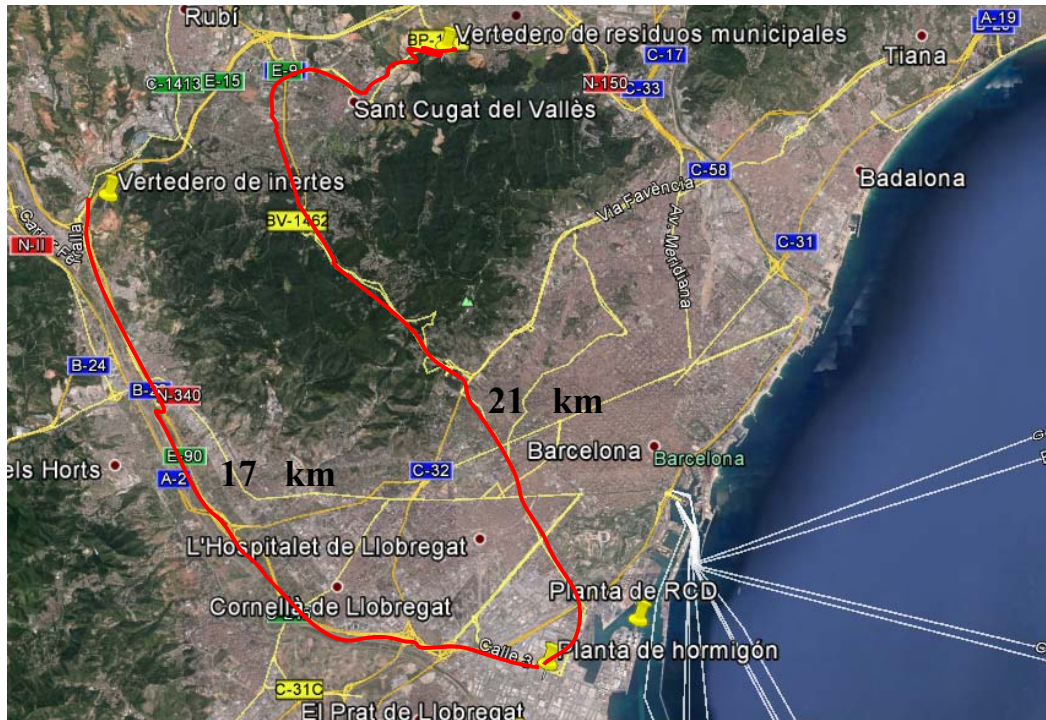 Rubí
BP-1
Vertedero de residuos municipales
A-19
Tiana
C-17
C-1413
E-15
E-9
N-150
C-33
Sant Cugat del Vallès
C-58
Badalona
Vertedero de inertes
Via Favència
BV-1462
Av. Meridiana
C-31
N-II
B-24
N-340
21 km
Barcelona
Barcelona
els Horts
E-90
A-2
17 km
C-32
L'Hospitalet de Llobregat
Planta de RCD
Cornellà de Llobregat
Calle 3
Planta de hormigón
C-31C
El Prat de Llobregat